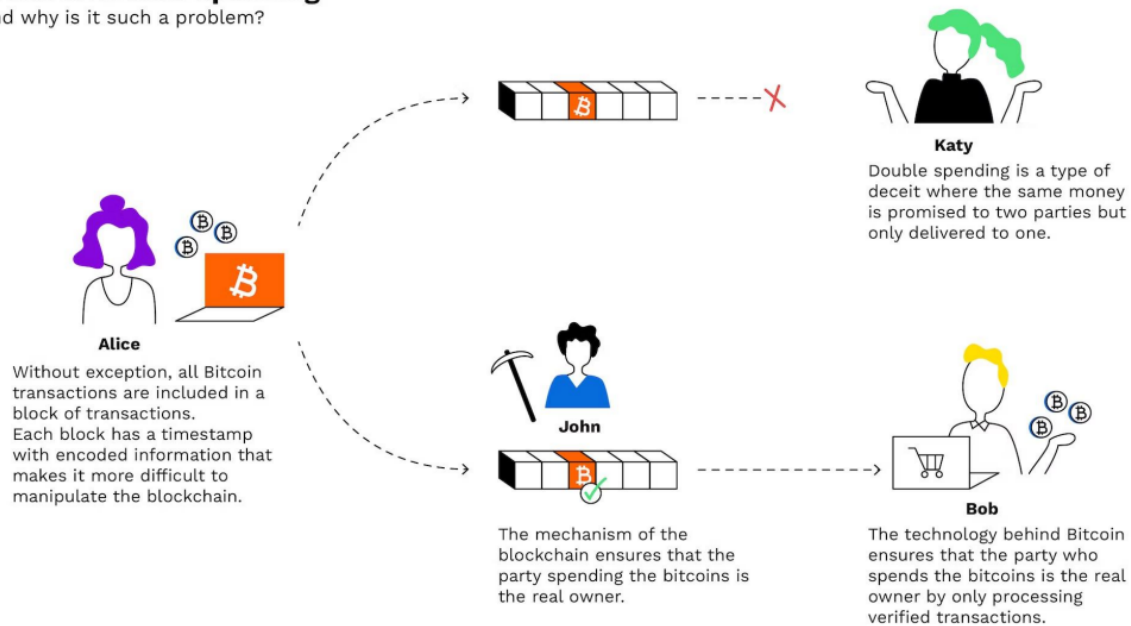 nd why is it such a problem?
Katy
Double spending is a type of
deceit where the same money
is promised to two parties but
only delivered to one.
Alice
Without exception, all Bitcoin
transactions are included in a
block of transactions.
Each block has a timestamp
with encoded information that
makes it more difficult to
manipulate the blockchain.
John
The mechanism of the
blockchain ensures that the
party spending the bitcoins is
the real owner.
Bob
The technology behind Bitcoin
ensures that the party who
spends the bitcoins is the real
owner by only processing
verified transactions.